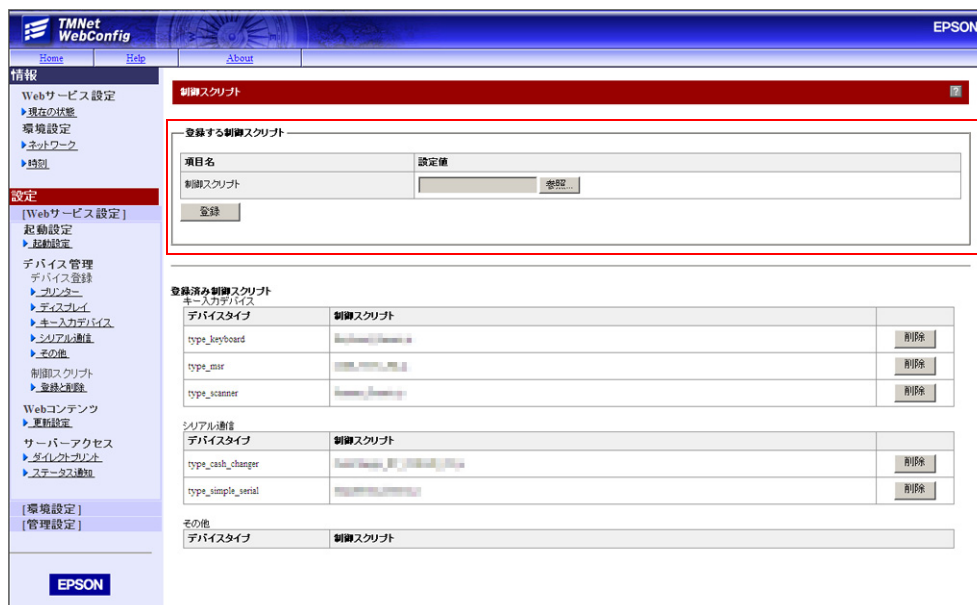 TMNet
WebConfig
EPSON
Home Help About
情報
Webサービス設定
現在の状態
環境設定
ネットワーク
時刻
設定
[Webサービス設定]
起動設定
起動設定
デバイス管理
デバイス登録
プリンター
ディスプレイ
キー入力デバイス
シリアル通信
その他
制御スクリプト
登録と削除
Webコンテンツ
更新設定
サーバーアクセス
ダイレクトプリント
ステータス通知
[環境設定]
[管理設定]
EPSON
制御スクリプト ?
登録する制御スクリプト
項目名 設定値
制御スクリプト 参照...
登録
登録済み制御スクリプト
キー入力デバイス
デバイスタイプ 制御スクリプト
type_keyboard 削除
type_msr 削除
type_scanner 削除
シリアル通信
デバイスタイプ 制御スクリプト
type_cash_changer 削除
type_simple_serial 削除
その他
デバイスタイプ 制御スクリプト